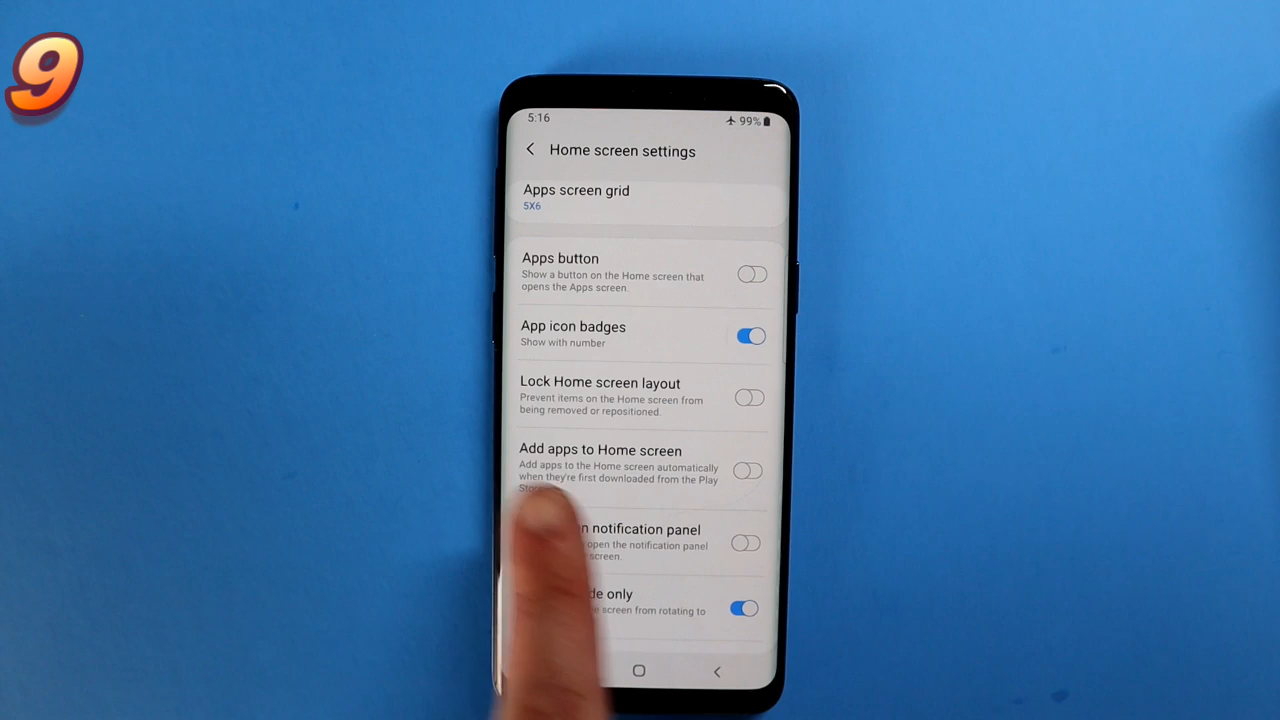 9
5:16
99%
Home screen settings
Apps screen grid
5X6
Apps button
Show a button on the Home screen that
opens the Apps screen.
App icon badges
Show with number
Lock Home screen layout
Prevent items on the Home screen from
being removed or repositioned.
Add apps to Home screen
Add apps to the Home screen automatically
when they're first downloaded from the Play
notification panel
open the notification panel
screen.
only
screen from rotating to